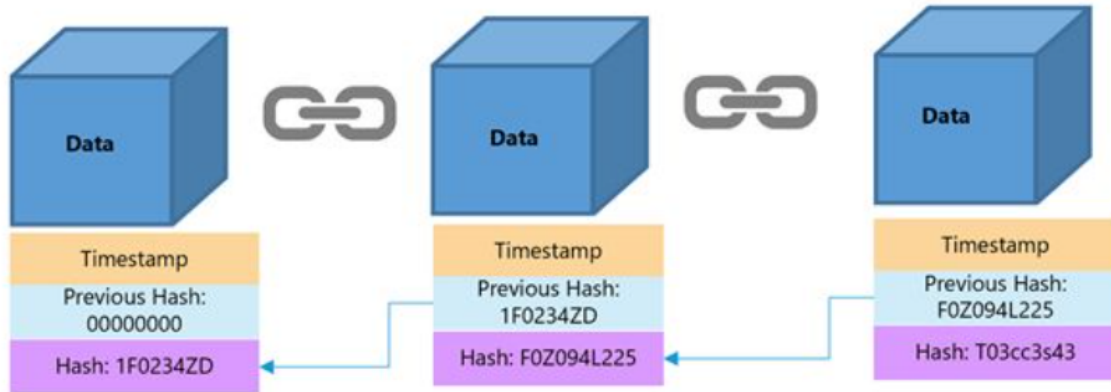 Data
Timestamp
Previous Hash:
00000000
Hash: 1F0234ZD
Data
Timestamp
Previous Hash:
1F0234ZD
Hash: F0Z094L225
Data
Timestamp
Previous Hash:
F0Z094L225
Hash: T03cc3s43